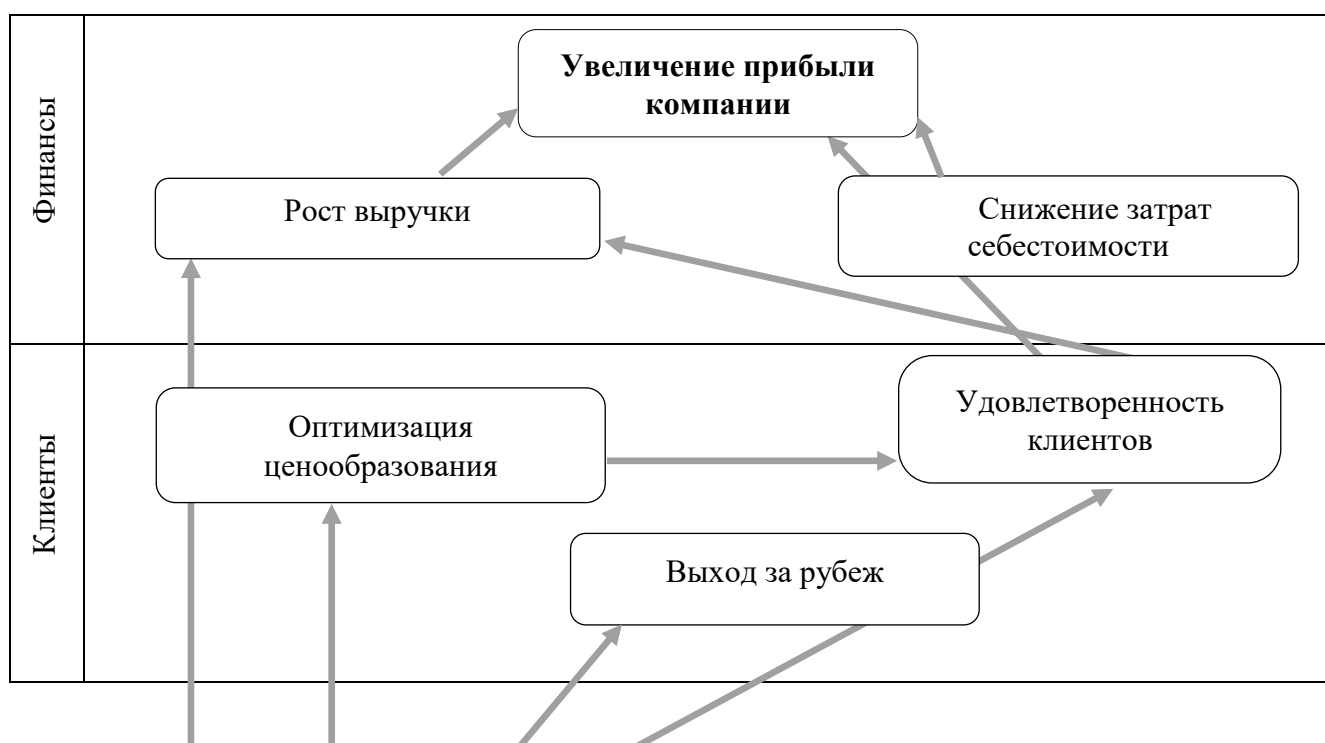 Финансы
Увеличение прибыли
компании
Рост выручки
Снижение затрат
себестоимости
Клиенты
Оптимизация
ценообразования
Удовлетворенность
клиентов
Выход за рубеж